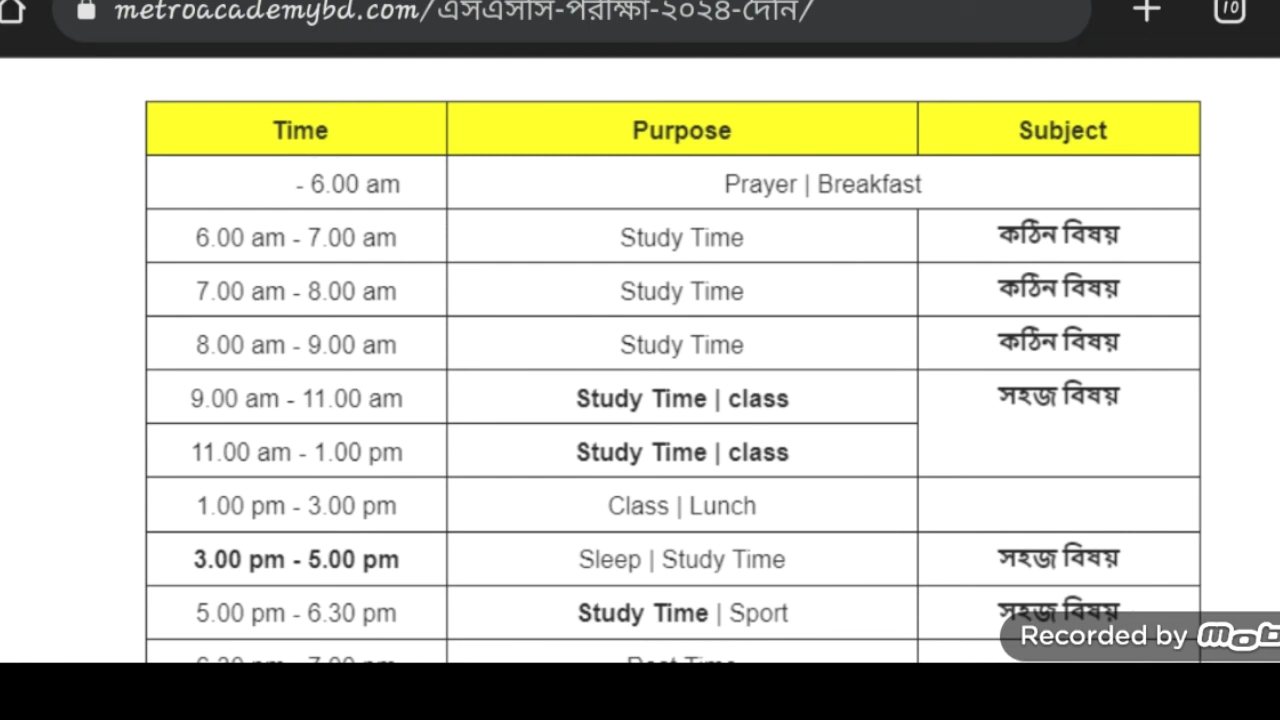 metroacademybd.com/এসএসসি-পরীক্ষা-২০২৪-দৈনি/
10
Time Purpose Subject
- 6.00 am Prayer | Breakfast
6.00 am - 7.00 am Study Time কঠিন বিষয়
7.00 am - 8.00 am Study Time কঠিন বিষয়
8.00 am - 9.00 am Study Time কঠিন বিষয়
9.00 am - 11.00 am Study Time | class সহজ বিষয়
11.00 am - 1.00 pm Study Time | class
1.00 pm - 3.00 pm Class | Lunch
3.00 pm - 5.00 pm Sleep | Study Time সহজ বিষয়
5.00 pm - 6.30 pm Study Time | Sport সহজ বিষয়
Recorded by